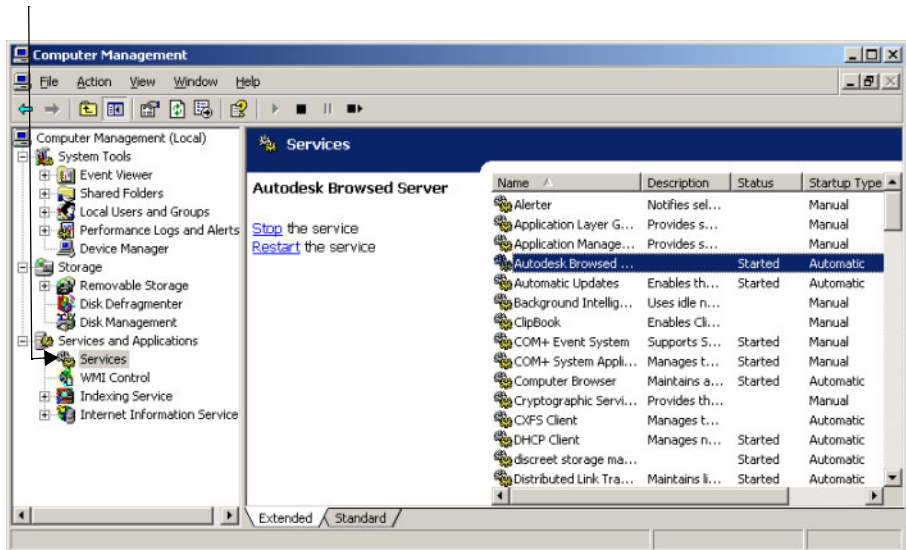 Computer Management
File Action View Window Help
Computer Management (Local)
System Tools
Event Viewer
Shared Folders
Local Users and Groups
Performance Logs and Alerts
Device Manager
Storage
Removable Storage
Disk Defragmenter
Disk Management
Services and Applications
Services
WMI Control
Indexing Service
Internet Information Service
Services
Autodesk Browsed Server
Stop the service
Restart the service
Name Description Status Startup Type
Alerter Notifies sel... Manual
Application Layer G... Provides s... Manual
Application Manage... Provides s... Manual
Autodesk Browsed ... Started Automatic
Automatic Updates Enables th... Started Automatic
Background Intellig... Uses idle n... Manual
ClipBook Enables Cli... Manual
COM+ Event System Supports S... Started Manual
COM+ System Appli... Manages t... Started Manual
Computer Browser Maintains a... Started Automatic
Cryptographic Servi... Provides th... Manual
CXFS Client Manages t... Automatic
DHCP Client Manages n... Started Automatic
discreet storage ma... Started Automatic
Distributed Link Tra... Maintains li... Started Automatic
Extended Standard